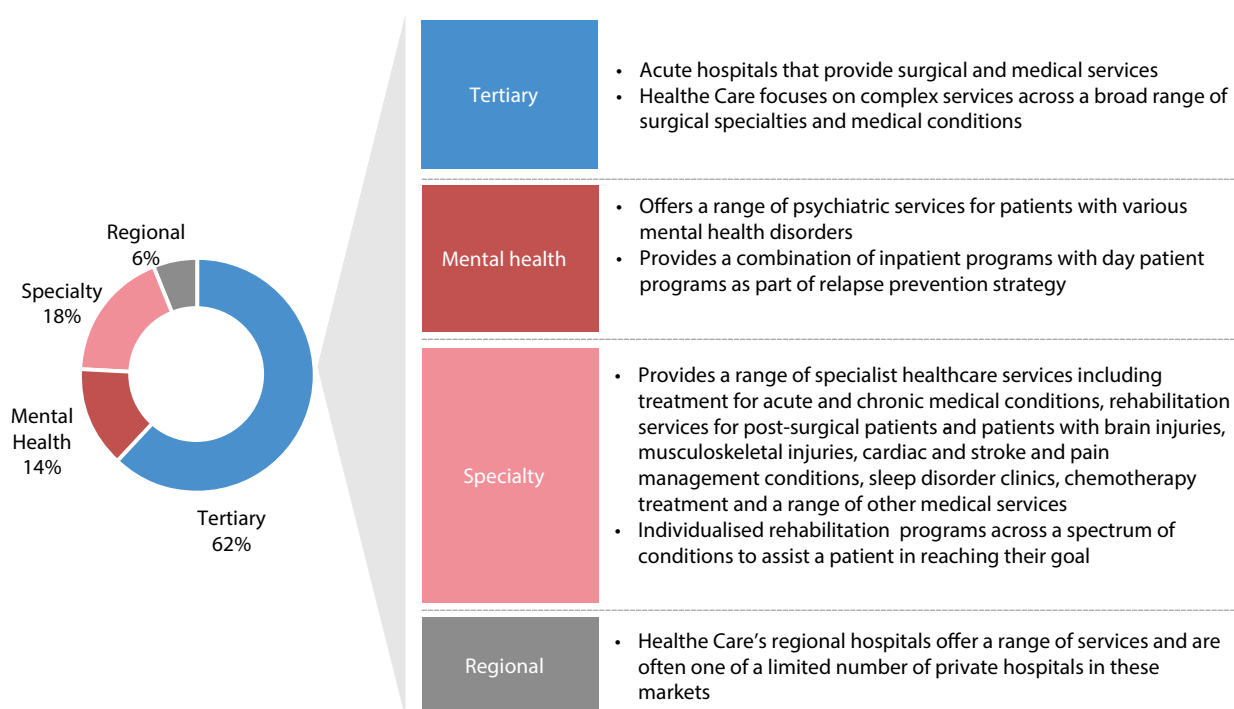 Regional
6%
Specialty
18%
Mental
Health
14%
Tertiary
62%
Tertiary
• Acute hospitals that provide surgical and medical services
• Healthe Care focuses on complex services across a broad range of
surgical specialties and medical conditions
Mental health
• Offers a range of psychiatric services for patients with various
mental health disorders
• Provides a combination of inpatient programs with day patient
programs as part of relapse prevention strategy
Specialty
• Provides a range of specialist healthcare services including
treatment for acute and chronic medical conditions, rehabilitation
services for post-surgical patients and patients with brain injuries,
musculoskeletal injuries, cardiac and stroke and pain
management conditions, sleep disorder clinics, chemotherapy
treatment and a range of other medical services
• Individualised rehabilitation programs across a spectrum of
conditions to assist a patient in reaching their goal
Regional
• Healthe Care's regional hospitals offer a range of services and are
often one of a limited number of private hospitals in these
markets